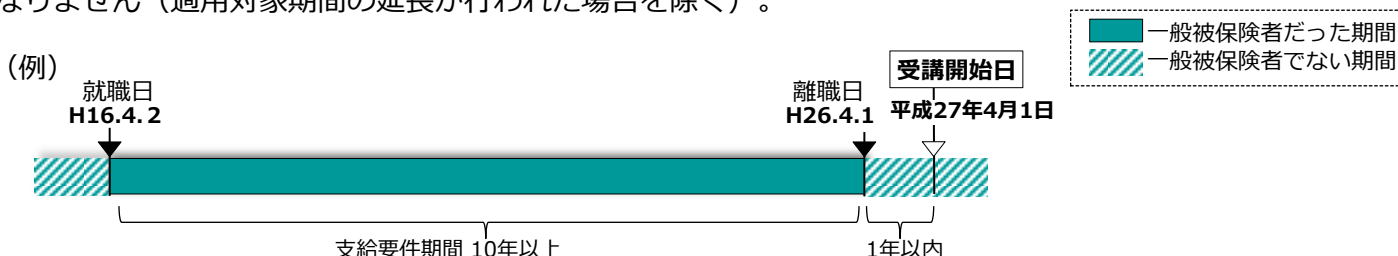 なりません（適用対象期間の延長が行われた場合を除く）。
一般被保険者だった期間
一般被保険者でない期間
（例）
就職日
H16.4.２
離職日
H26.4.1
受講開始日
平成27年4月1日
支給要件期間 10年以上
1年以内